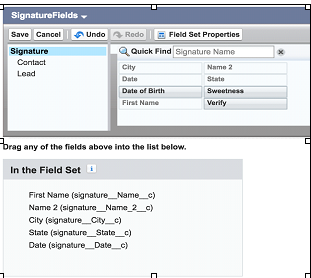 SignatureFields
Save Cancel Undo Redo Field Set Properties
Signature
Contact
Lead
Quick Find Signature Name
City Name 2
Date State
Date of Birth Sweetness
First Name Verify
Drag any of the fields above into the list below.
In the Field Set i
First Name (signature__Name__c)
Name 2 (signature__Name_2__c)
City (signature__City__c)
State (signature__State__c)
Date (signature__Date__c)